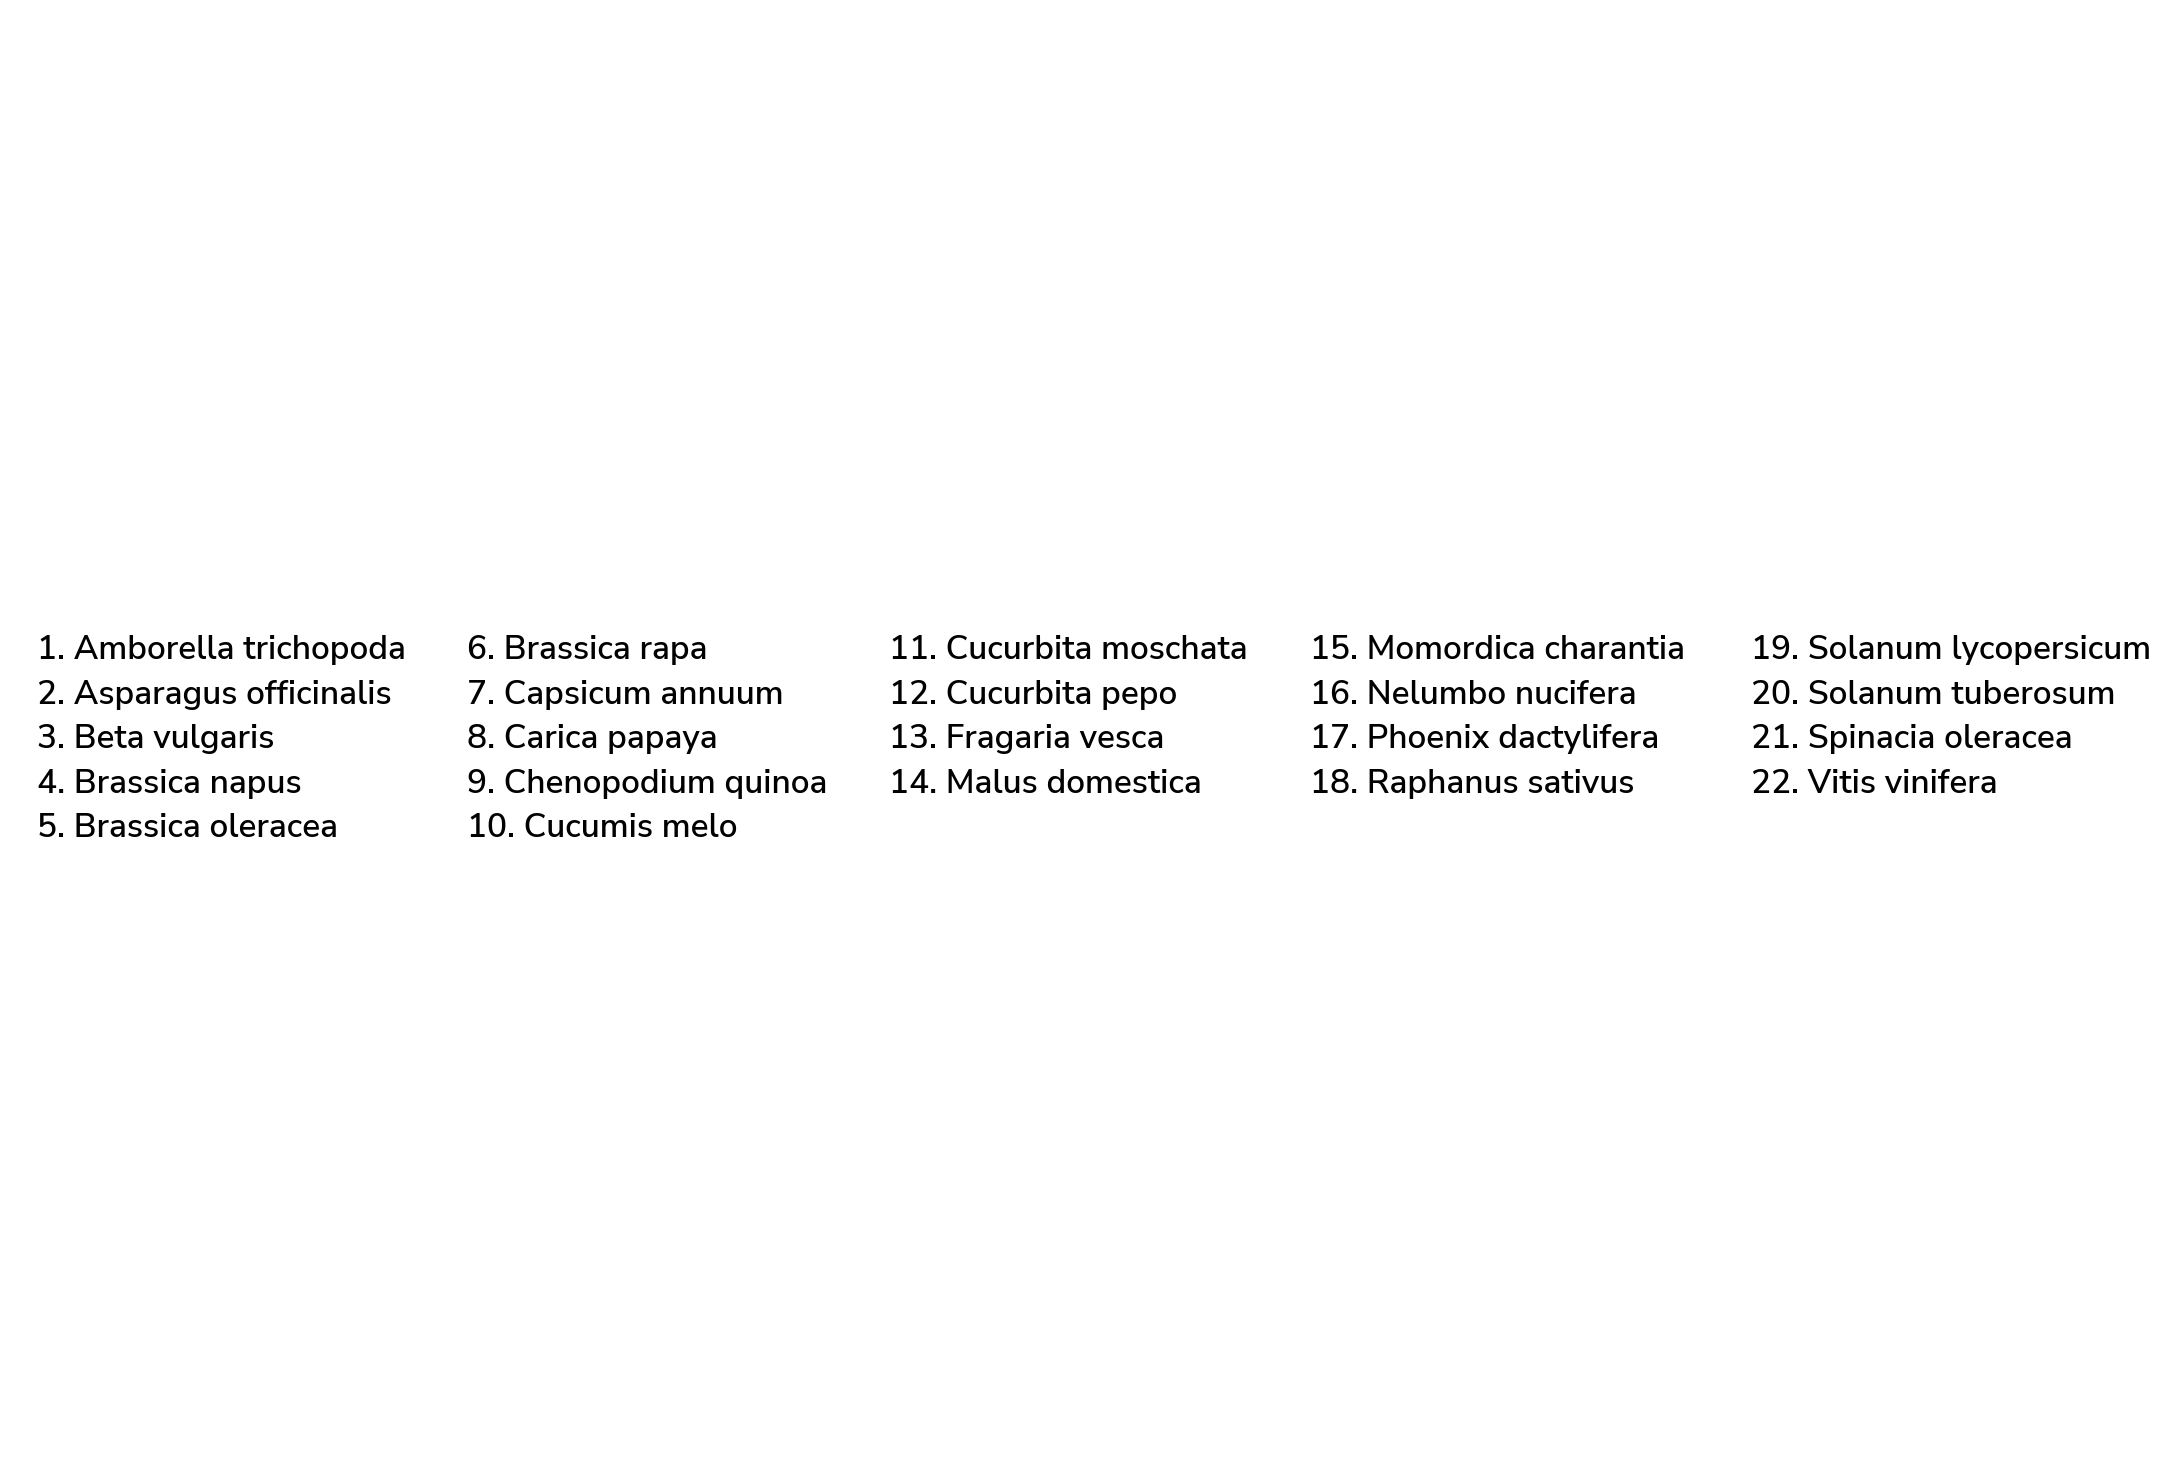 1. Amborella trichopoda
2. Asparagus officinalis
3. Beta vulgaris
4. Brassica napus
5. Brassica oleracea
6. Brassica rapa
7. Capsicum annuum
8. Carica papaya
9. Chenopodium quinoa
10. Cucumis melo
11. Cucurbita moschata
12. Cucurbita pepo
13. Fragaria vesca
14. Malus domestica
15. Momordica charantia
16. Nelumbo nucifera
17. Phoenix dactylifera
18. Raphanus sativus
19. Solanum lycopersicum
20. Solanum tuberosum
21. Spinacia oleracea
22. Vitis vinifera